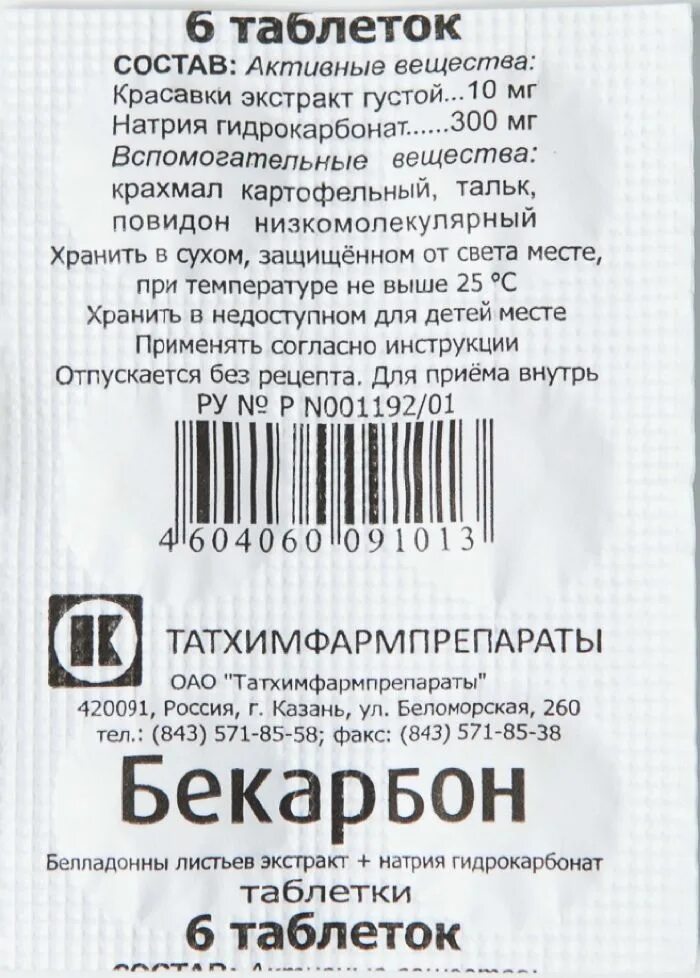 6 таблеток
СОСТАВ: Активные вещества:
Красавки экстракт густой...10 мг
Натрия гидрокарбонат......300 мг
Вспомогательные вещества:
крахмал картофельный, тальк,
повидон низкомолекулярный
Хранить в сухом, защищённом от света месте,
при температуре не выше 25 °С
Хранить в недоступном для детей месте
Применять согласно инструкции
Отпускается без рецепта. Для приёма внутрь
РУ № Р N001192/01
4 604060 091013
ТАТХИМФАРМПРЕПАРАТЫ
ОАО "Татхимфармпрепараты"
420091, Россия, г. Казань, ул. Беломорская, 260
тел.: (843) 571-85-58; факс: (843) 571-85-38
Бекарбон
Белладонны листьев экстракт + натрия гидрокарбонат
таблетки
6 таблеток
СОСТАВ: Активные вещества: